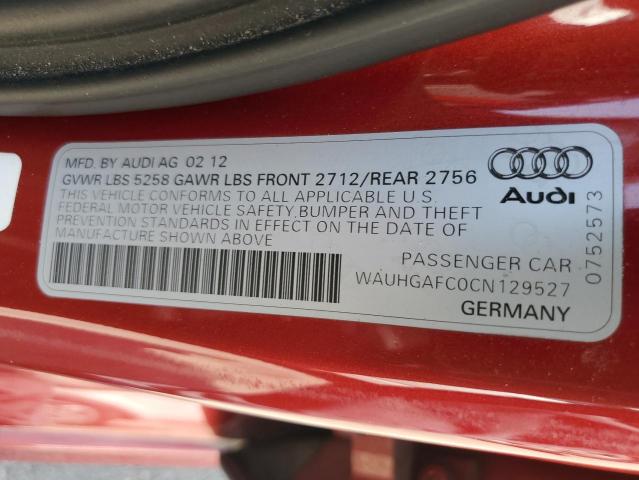 MFD. BY AUDI AG 02 12
GVWR LBS 5258 GAWR LBS FRONT 2712/REAR 2756
THIS VEHICLE CONFORMS TO ALL APPLICABLE U.S.
FEDERAL MOTOR VEHICLE SAFETY,BUMPER AND THEFT
PREVENTION STANDARDS IN EFFECT ON THE DATE OF
MANUFACTURE SHOWN ABOVE
Audi
PASSENGER CAR
WAUHGAFC0CN129527
GERMANY
0752573